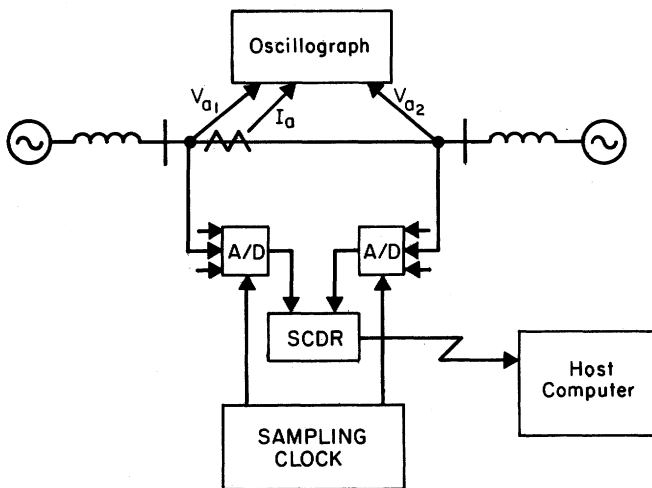 Oscillograph
Va1
Ia
Va2
A/D
A/D
SCDR
Host
Computer
SAMPLING
CLOCK